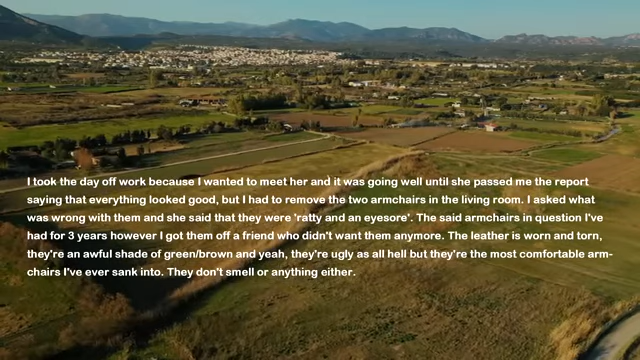 I took the day off work because I wanted to meet her and it was going well until she passed me the report
saying that everything looked good, but I had to remove the two armchairs in the living room. I asked what
was wrong with them and she said that they were 'ratty and an eyesore'. The said armchairs in question I've
had for 3 years however I got them off a friend who didn't want them anymore. The leather is worn and torn,
they're an awful shade of green/brown and yeah, they're ugly as all hell but they're the most comfortable arm-
chairs I've ever sank into. They don't smell or anything either.